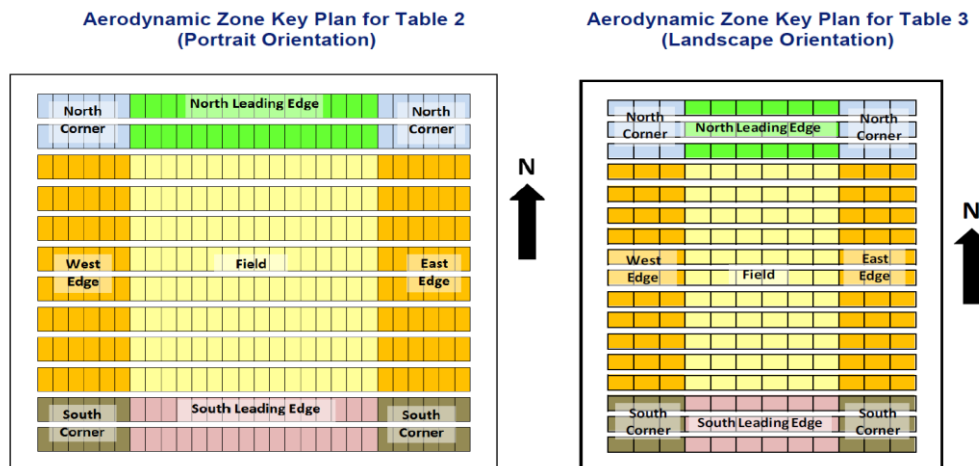 Aerodynamic Zone Key Plan for Table 2
(Portrait Orientation)
North
Corner
North Leading Edge
North
Corner
West
Edge
Field
East
Edge
South
Corner
South Leading Edge
South
Corner
N
Aerodynamic Zone Key Plan for Table 3
(Landscape Orientation)
North
Corner
North Leading Edge
North
Corner
West
Edge
Field
East
Edge
South
Corner
South Leading Edge
South
Corner
N